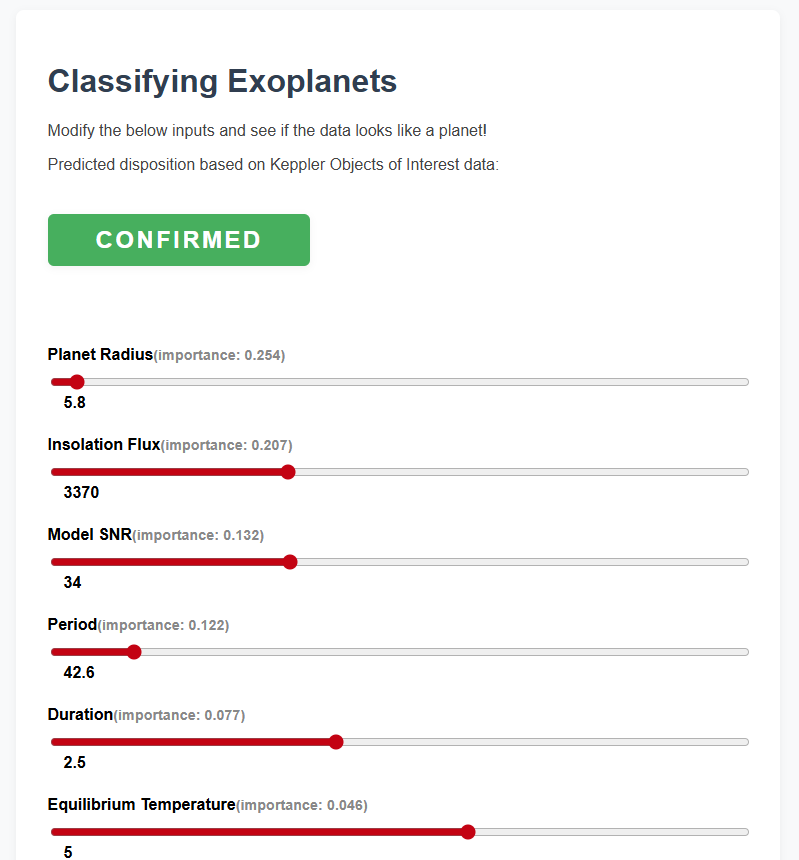 Classifying Exoplanets
Modify the below inputs and see if the data looks like a planet!
Predicted disposition based on Keppler Objects of Interest data:
CONFIRMED
Planet Radius(importance: 0.254)
5.8
Insolation Flux(importance: 0.207)
3370
Model SNR(importance: 0.132)
34
Period(importance: 0.122)
42.6
Duration(importance: 0.077)
2.5
Equilibrium Temperature(importance: 0.046)
5